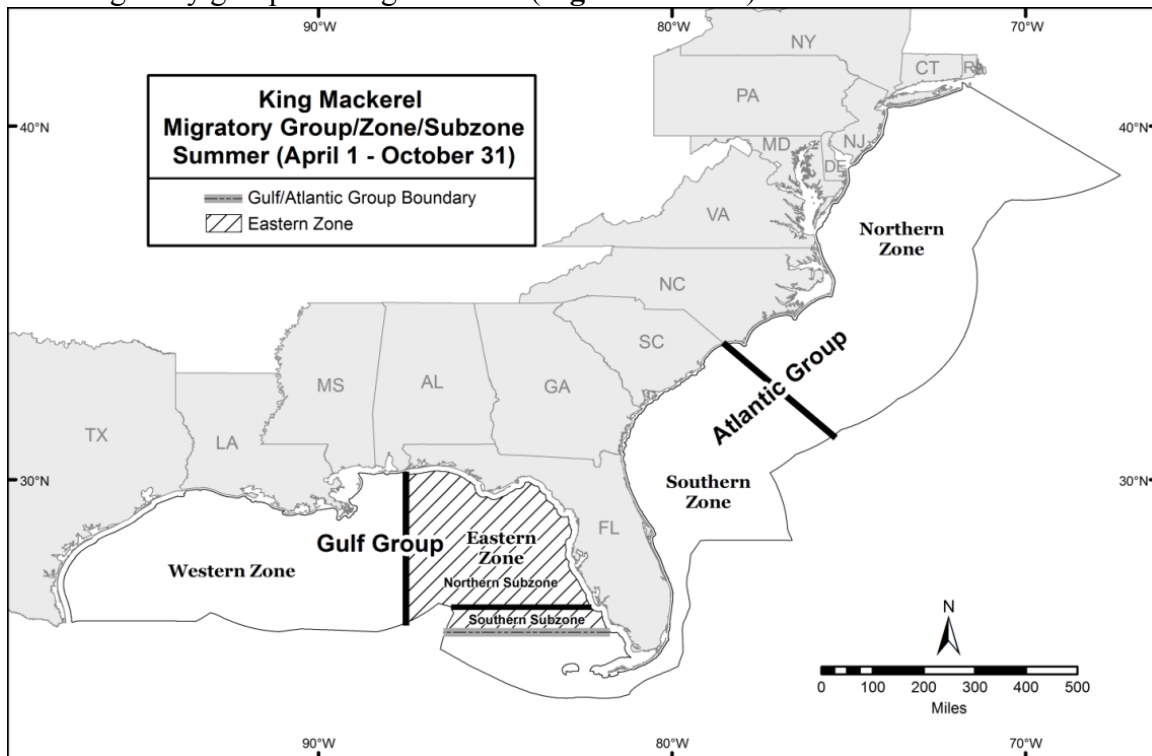 90°W
80°W
70°W
NY
CT
PA
40°N
40°N
NJ
MD
DE
VA
NC
SC
GA
AL
MS
LA
TX
FL
King Mackerel
Migratory Group/Zone/Subzone
Summer (April 1 - October 31)
Gulf/Atlantic Group Boundary
Eastern Zone
Northern
Zone
Atlantic Group
Southern
Zone
30°N
30°N
Gulf Group
Eastern
Zone
Northern Subzone
Southern Subzone
Western Zone
N
0 50 100 200 300 400 500
Miles
90°W
80°W
70°W